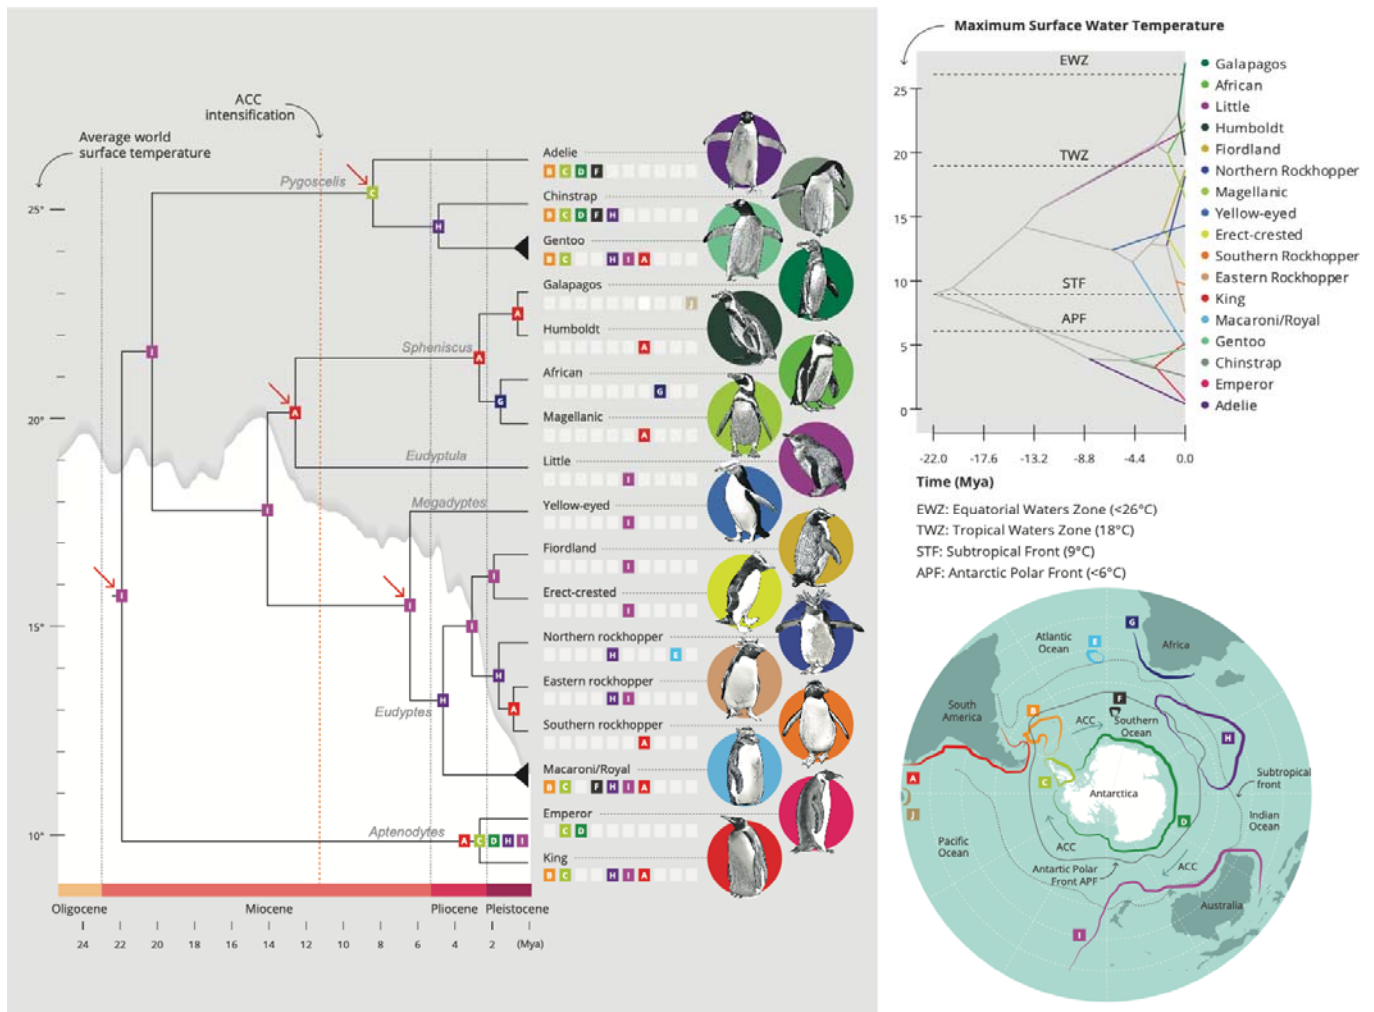 Average world
surface temperature
ACC
intensification
25°
20°
15°
10°
Pygoscelis
Spheniscus
Eudyptula
Megadyptes
Eudyptes
Aptenodytes
C
H
I
A
A
A
G
I
A
I
I
I
I
I
H
H
A
A C D H I
Adelie
B C D F
Chinstrap
B C D F H
Gentoo
B C H I A
Galapagos
J
Humboldt
A
African
G
Magellanic
A
Little
I
Yellow-eyed
I
Fiordland
I
Erect-crested
I
Northern rockhopper
H E
Eastern rockhopper
H I
Southern rockhopper
A
Macaroni/Royal
B C F H I A
Emperor
C D
King
B C H I A
Oligocene Miocene Pliocene Pleistocene
24 22 20 18 16 14 12 10 8 6 4 2 (Mya)
Maximum Surface Water Temperature
EWZ
TWZ
STF
APF
25
20
15
10
5
0
-22.0 -17.6 -13.2 -8.8 -4.4 0.0
Time (Mya)
Galapagos
African
Little
Humboldt
Fiordland
Northern Rockhopper
Magellanic
Yellow-eyed
Erect-crested
Southern Rockhopper
Eastern Rockhopper
King
Macaroni/Royal
Gentoo
Chinstrap
Emperor
Adelie
EWZ: Equatorial Waters Zone (<26°C)
TWZ: Tropical Waters Zone (18°C)
STF: Subtropical Front (9°C)
APF: Antarctic Polar Front (<6°C)
G
Atlantic
Ocean
E
Africa
South
America
B
F
ACC
Southern
Ocean
H
A
C
Antarctica
Subtropical
front
J
D
Indian
Ocean
Pacific
Ocean
ACC
ACC
Antartic Polar
Front APF
Australia
I